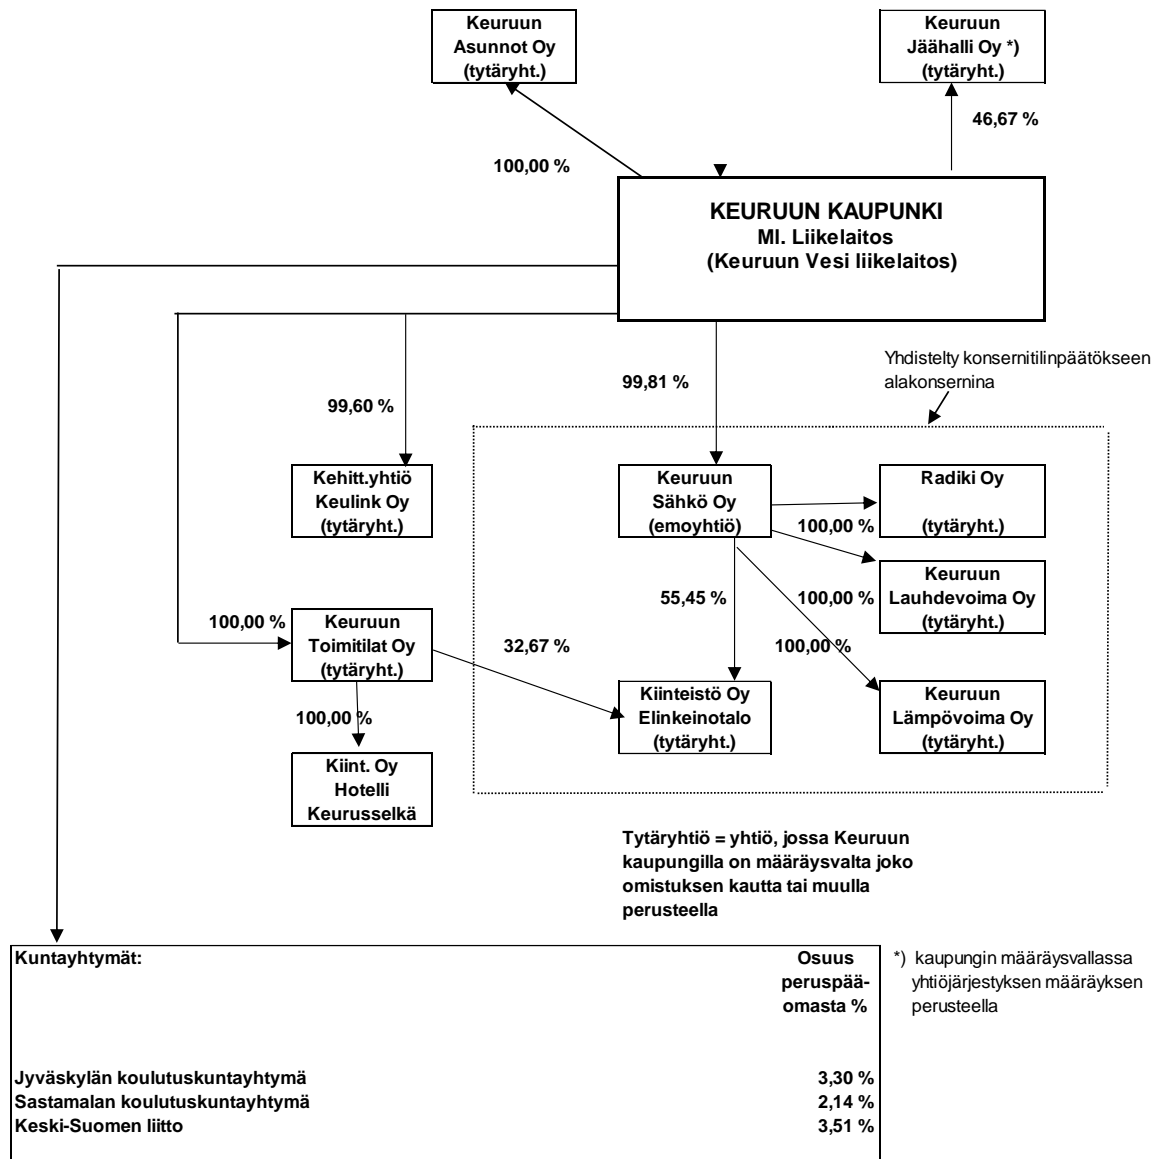 Keuruun
Asunnot Oy
(tytäryht.)
Keuruun
Jäähalli Oy *)
(tytäryht.)
46,67 %
100,00 %
KEURUUN KAUPUNKI
Ml. Liikelaitos
(Keuruun Vesi liikelaitos)
Yhdistelty konsernitilinpäätökseen
alakonsernina
99,81 %
99,60 %
Kehitt.yhtiö
Keulink Oy
(tytäryht.)
Keuruun
Sähkö Oy
(emoyhtiö)
Radiki Oy
(tytäryht.)
100,00 %
Keuruun
Lauhdevoima Oy
(tytäryht.)
55,45 %
100,00 %
100,00 %
Keuruun
Toimitilat Oy
(tytäryht.)
32,67 %
100,00 %
Kiinteistö Oy
Elinkeinotalo
(tytäryht.)
Keuruun
Lämpövoima Oy
(tytäryht.)
100,00 %
Kiint. Oy
Hotelli
Keurusselkä
Tytäryhtiö = yhtiö, jossa Keuruun
kaupungilla on määräysvalta joko
omistuksen kautta tai muulla
perusteella
Kuntayhtymät:
Osuus
peruspää-
omasta %
*) kaupungin määräysvallassa
yhtiöjärjestyksen määräyksen
perusteella
Jyväskylän koulutuskuntayhtymä 3,30 %
Sastamalan koulutuskuntayhtymä 2,14 %
Keski-Suomen liitto 3,51 %